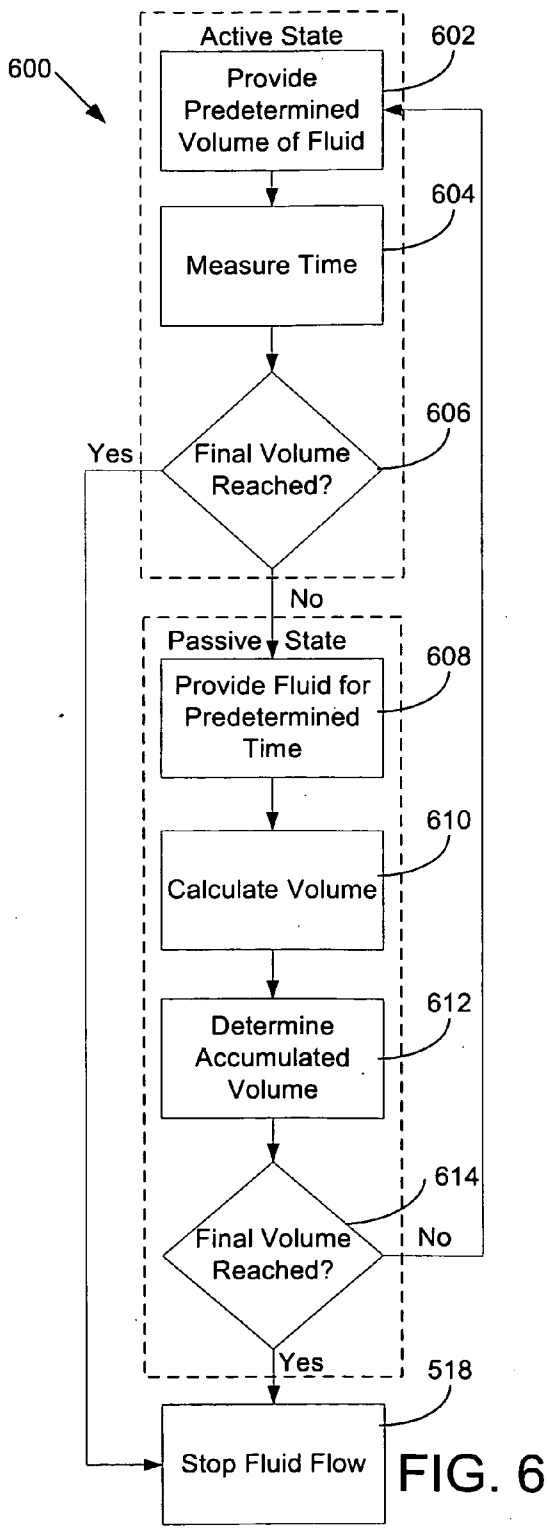 Active State
602
600
Provide
Predetermined
Volume of Fluid
604
Measure Time
606
Yes
Final Volume
Reached?
No
Passive State
608
Provide Fluid for
Predetermined
Time
610
Calculate Volume
612
Determine
Accumulated
Volume
614
Final Volume
Reached?
No
Yes
518
Stop Fluid Flow
FIG. 6